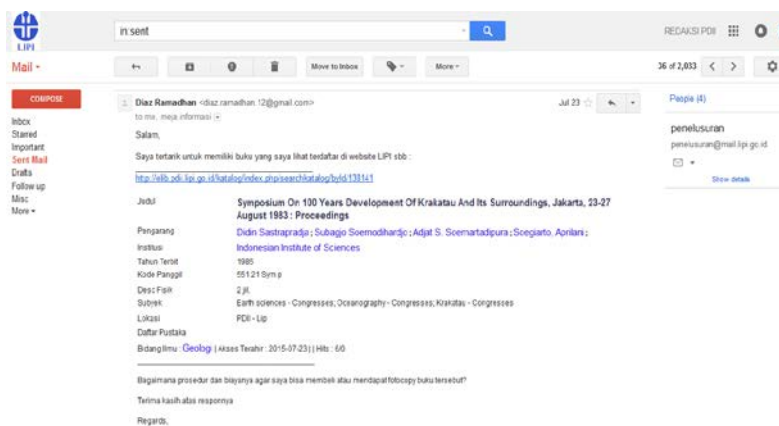 LIPI
in:sent
REDAKSI PDII
Mail
Move to Inbox
More
36 of 2,033
COMPOSE
Inbox
Starred
Important
Sent Mail
Drafts
Follow up
Misc
More
Diaz Ramadhan <diaz.ramadhan.12@gmail.com>
Jul 23
to me, meja.informasi
People (4)
penelusuran
penelusuran@mail.lipi.go.id
Show details
Salam,
Saya tertarik untuk memiliki buku yang saya lihat terdaftar di website LIPI sbb :
http://elib.pdii.lipi.go.id/katalog/index.php/searchkatalog/byId/138141
Judul
Symposium On 100 Years Development Of Krakatau And Its Surroundings, Jakarta, 23-27
August 1983 : Proceedings
Pengarang
Didin Sastrapradja ; Subagjo Soemodihardjo ; Adjat S. Soemartadipura ; Soegiarto, Aprilani ;
Institusi
Indonesian Institute of Sciences
Tahun Terbit
1985
Kode Panggil
551.21 Sym p
Desc Fisik
2 jil.
Subyek
Earth sciences - Congresses; Oceanography - Congresses; Krakatau - Congresses
Lokasi
PDII - Lipi
Daftar Pustaka
Bidang Ilmu : Geologi | Akses Terahir : 2015-07-23 | | Hits : 60
Bagaimana prosedur dan biayanya agar saya bisa membeli atau mendapat fotocopy buku tersebut?
Terima kasih atas responnya
Regards,